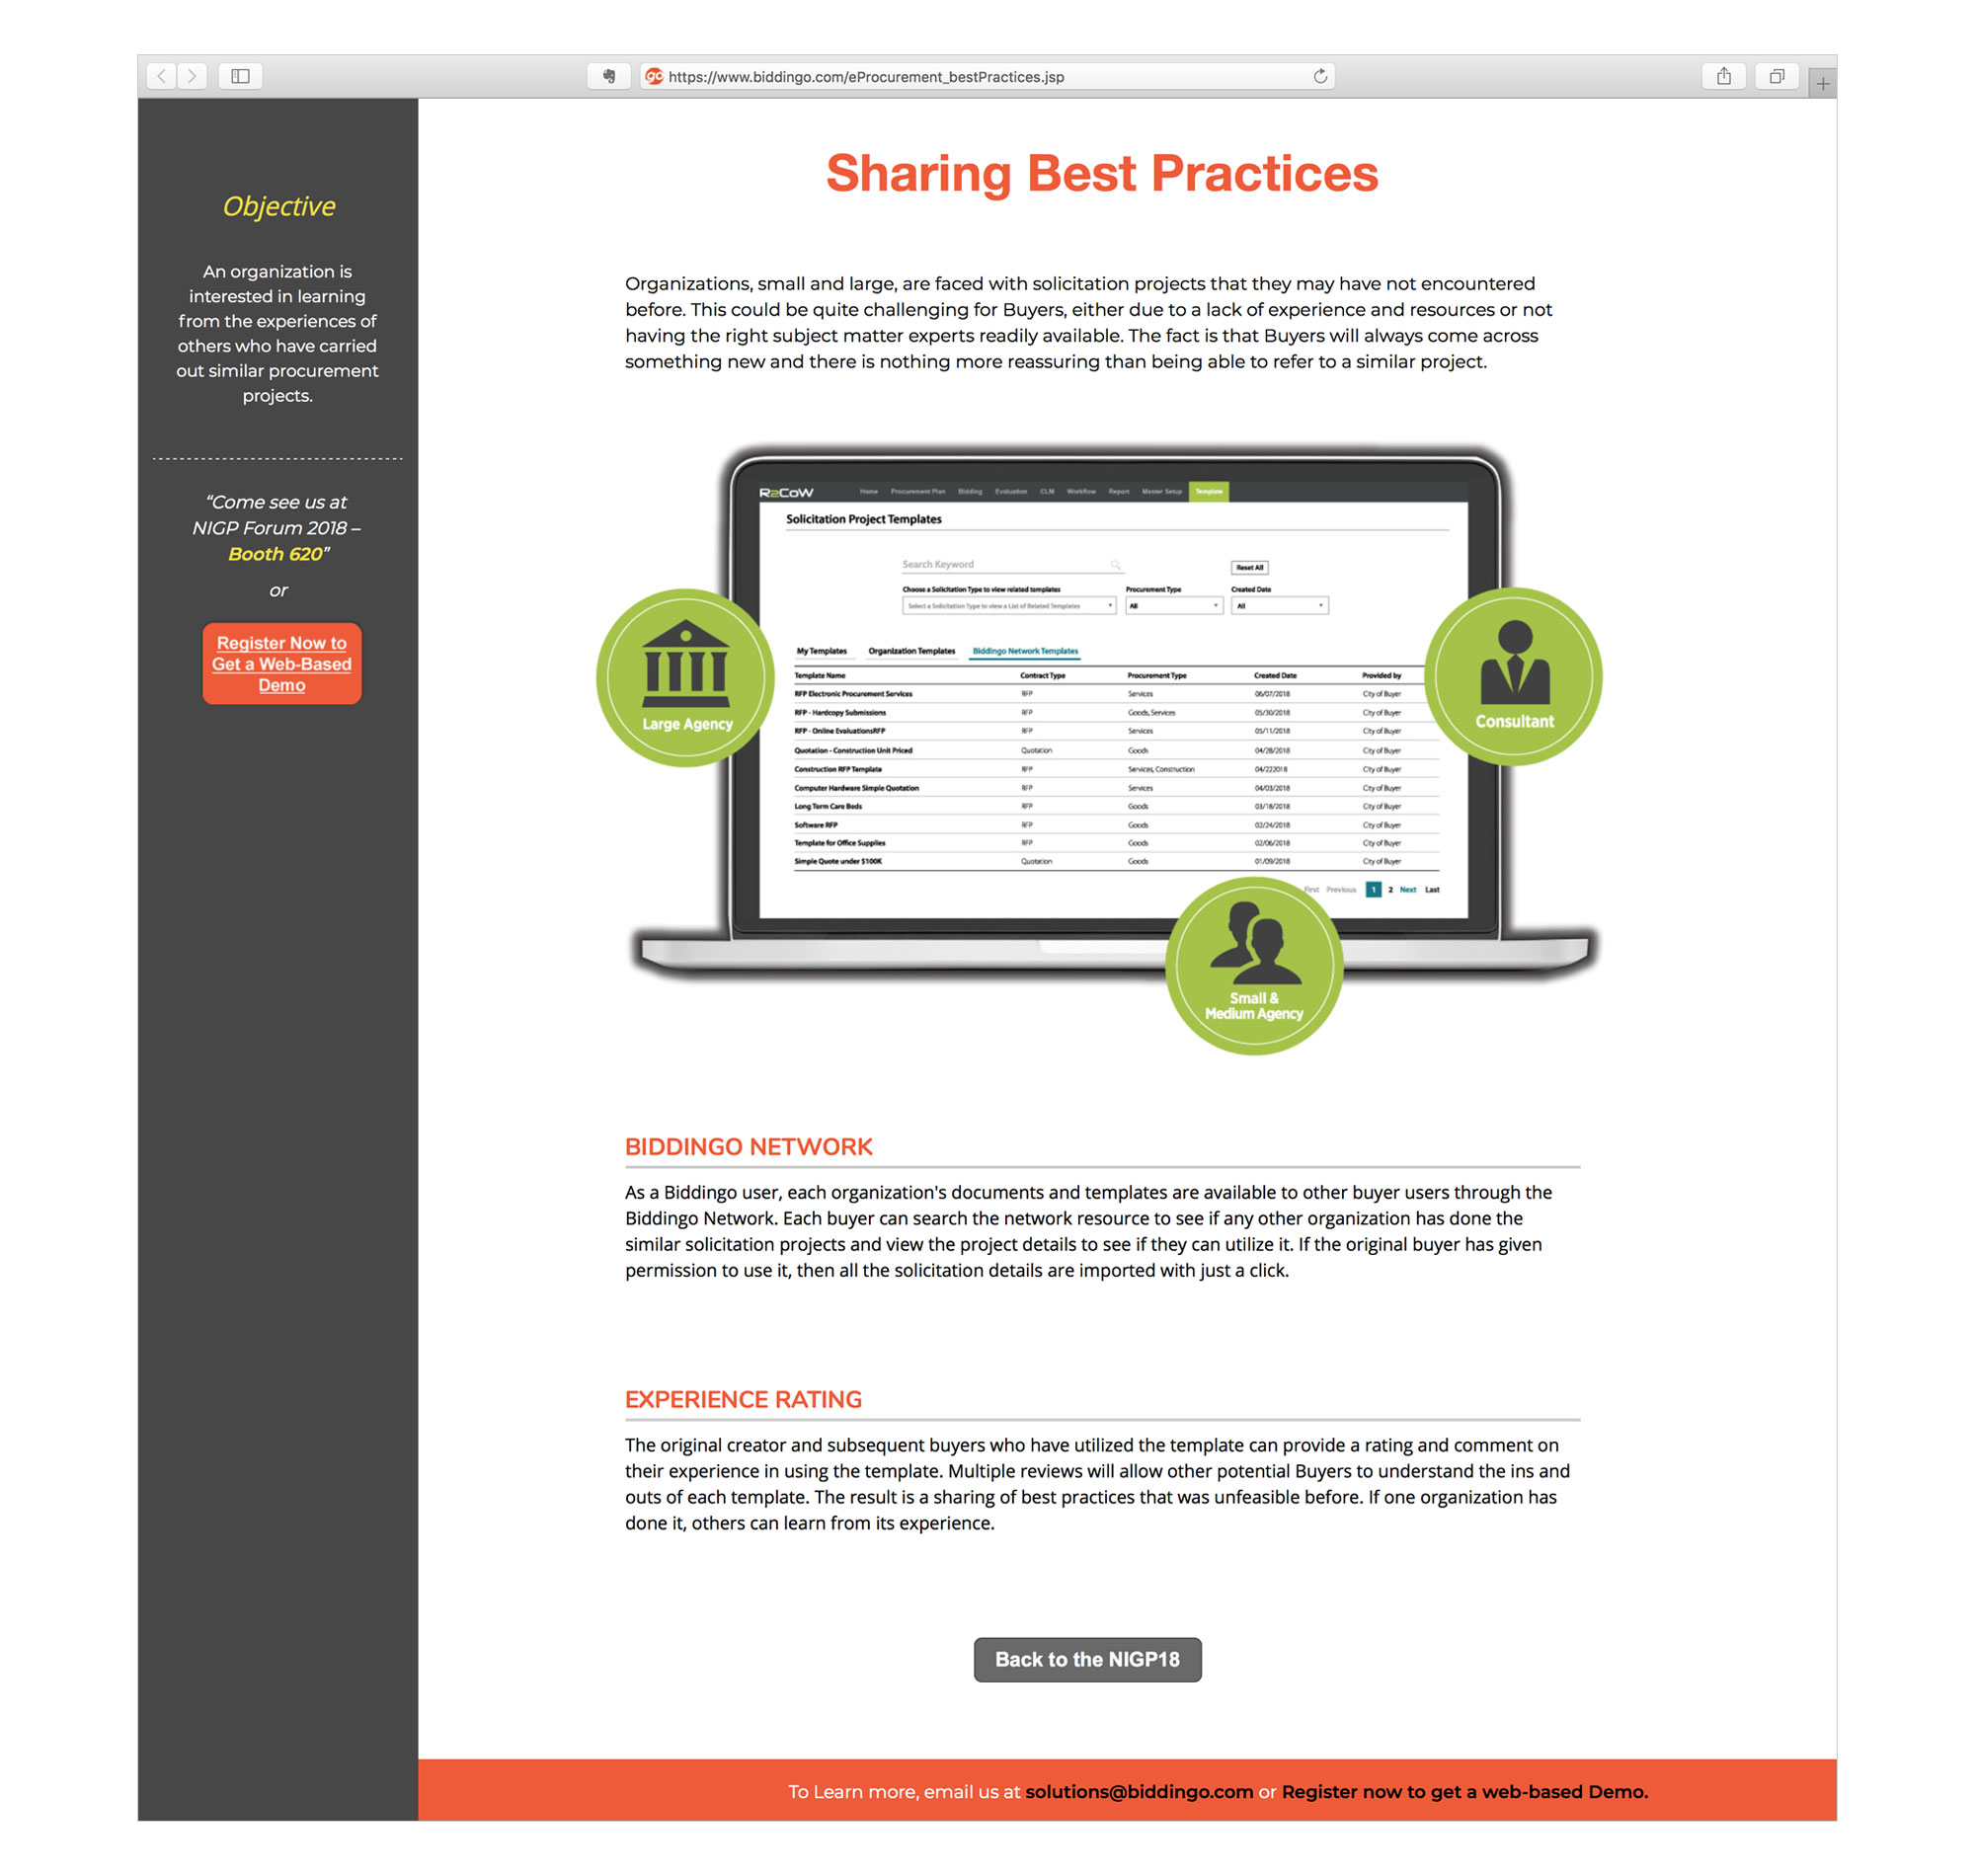 go https://www.biddingo.com/eProcurement_bestPractices.jsp
Objective
An organization is
interested in learning
from the experiences of
others who have carried
out similar procurement
projects.
“Come see us at
NIGP Forum 2018 –
Booth 620”
or
Register Now to
Get a Web-Based
Demo
Sharing Best Practices
Organizations, small and large, are faced with solicitation projects that they may have not encountered
before. This could be quite challenging for Buyers, either due to a lack of experience and resources or not
having the right subject matter experts readily available. The fact is that Buyers will always come across
something new and there is nothing more reassuring than being able to refer to a similar project.
R2CoW Home Procurement Plan Bidding Evaluation CLM Workflow Report Master Setup Template
Solicitation Project Templates
Search Keyword Reset All
Choose a Solicitation Type to view related templates Procurement Type Created Date
Select a Solicitation Type to view a List of Related Templates All All
My Templates Organization Templates Biddingo Network Templates
Template Name Contract Type Procurement Type Created Date Provided by
RFP Electronic Procurement Services RFP Services 06/07/2018 City of Buyer
RFP - Hardcopy Submissions RFP Goods, Services 05/30/2018 City of Buyer
RFP - Online EvaluationsRFP RFP Services 05/11/2018 City of Buyer
Quotation - Construction Unit Priced Quotation Goods 04/28/2018 City of Buyer
Construction RFP Template RFP Services, Construction 04/222018 City of Buyer
Computer Hardware Simple Quotation RFP Services 04/03/2018 City of Buyer
Long Term Care Beds RFP Goods 03/18/2018 City of Buyer
Software RFP RFP Goods 02/24/2018 City of Buyer
Template for Office Supplies RFP Goods 02/06/2018 City of Buyer
Simple Quote under $100K Quotation Goods 01/09/2018 City of Buyer
First Previous 1 2 Next Last
Large Agency
Consultant
Small &
Medium Agency
BIDDINGO NETWORK
As a Biddingo user, each organization's documents and templates are available to other buyer users through the
Biddingo Network. Each buyer can search the network resource to see if any other organization has done the
similar solicitation projects and view the project details to see if they can utilize it. If the original buyer has given
permission to use it, then all the solicitation details are imported with just a click.
EXPERIENCE RATING
The original creator and subsequent buyers who have utilized the template can provide a rating and comment on
their experience in using the template. Multiple reviews will allow other potential Buyers to understand the ins and
outs of each template. The result is a sharing of best practices that was unfeasible before. If one organization has
done it, others can learn from its experience.
Back to the NIGP18
To Learn more, email us at solutions@biddingo.com or Register now to get a web-based Demo.